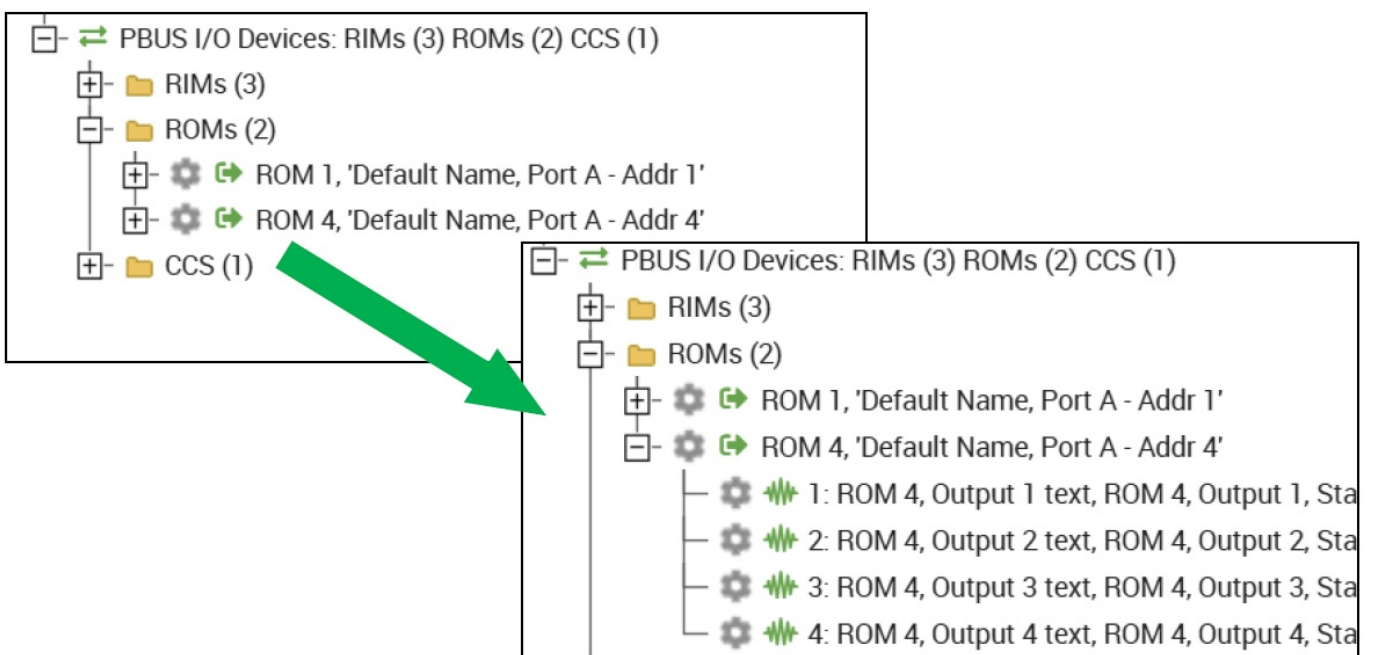 PBUS I/O Devices: RIMs (3) ROMs (2) CCS (1)
RIMs (3)
ROMs (2)
ROM 1, 'Default Name, Port A - Addr 1'
ROM 4, 'Default Name, Port A - Addr 4'
CCS (1)
PBUS I/O Devices: RIMs (3) ROMs (2) CCS (1)
RIMs (3)
ROMs (2)
ROM 1, 'Default Name, Port A - Addr 1'
ROM 4, 'Default Name, Port A - Addr 4'
1: ROM 4, Output 1 text, ROM 4, Output 1, Sta
2: ROM 4, Output 2 text, ROM 4, Output 2, Sta
3: ROM 4, Output 3 text, ROM 4, Output 3, Sta
4: ROM 4, Output 4 text, ROM 4, Output 4, Sta